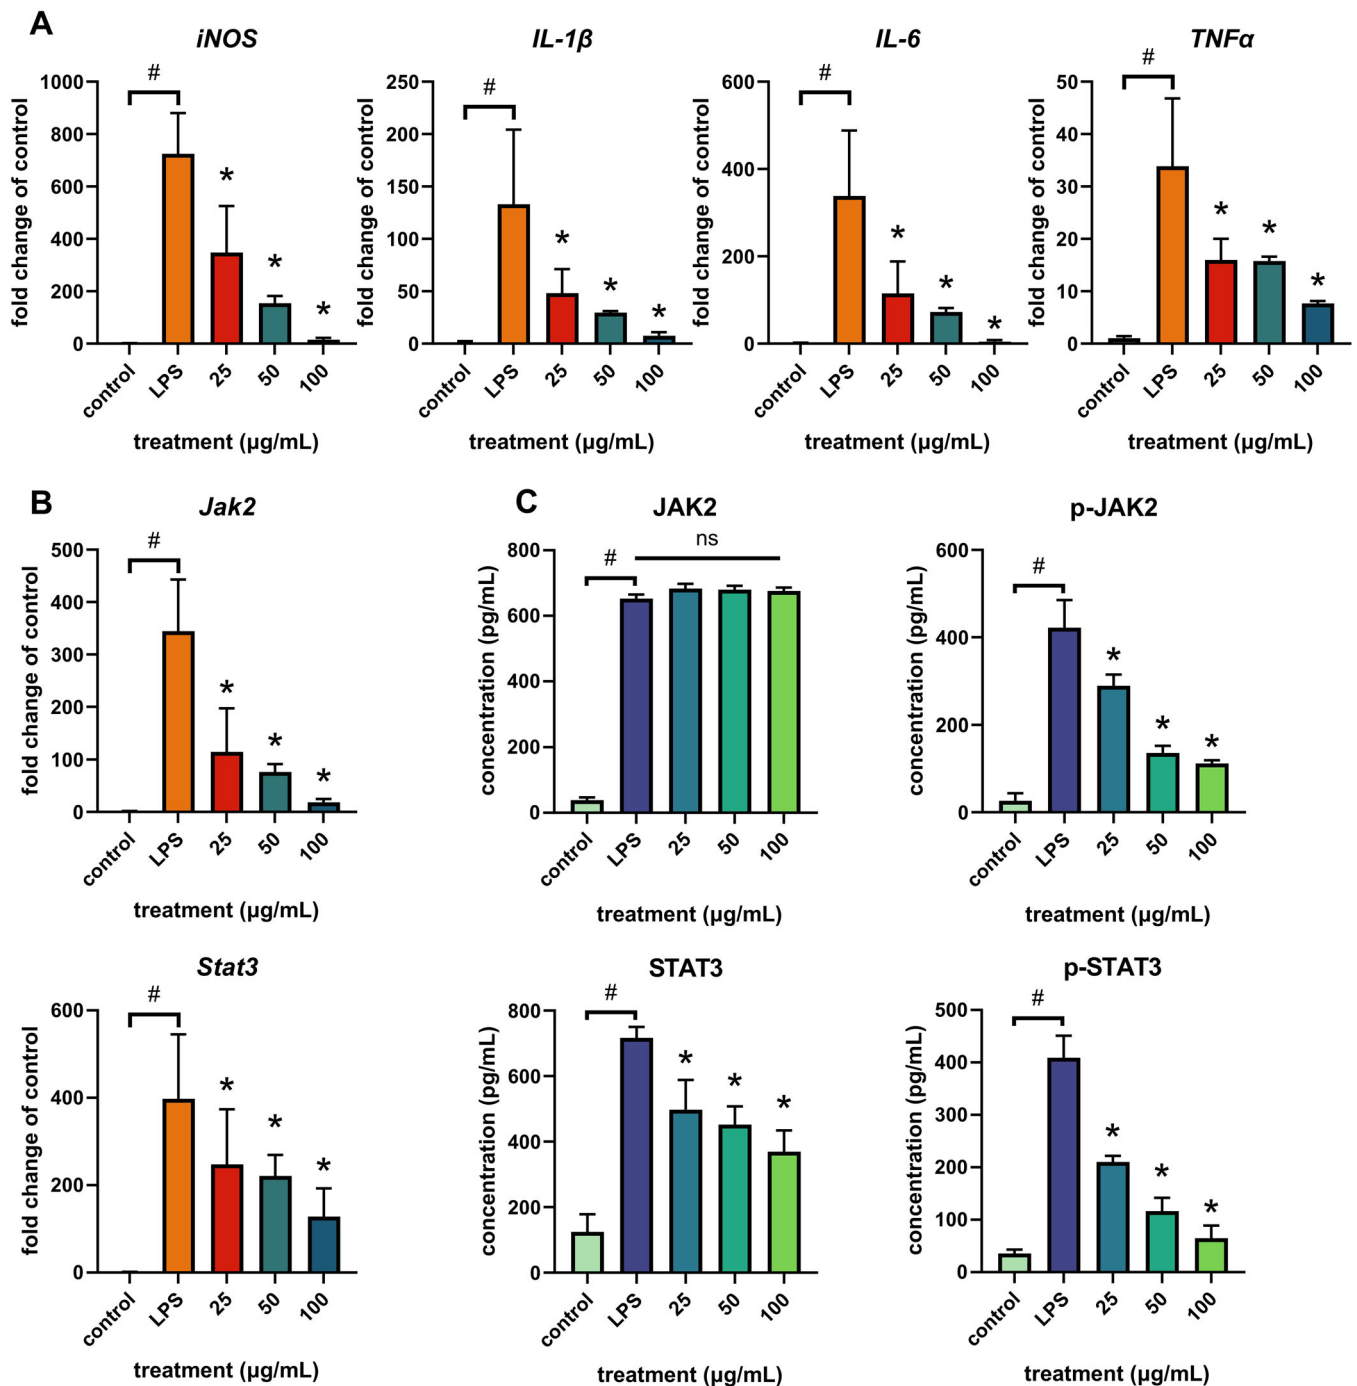 A
iNOS
#
fold change of control
1000
800
600
400
200
0
*
*
*
control
LPS
25
50
100
treatment (µg/mL)
IL-1β
#
fold change of control
250
200
150
100
50
0
*
*
*
control
LPS
25
50
100
treatment (µg/mL)
IL-6
#
fold change of control
600
400
200
0
*
*
*
control
LPS
25
50
100
treatment (µg/mL)
TNFα
#
fold change of control
50
40
30
20
10
0
*
*
*
control
LPS
25
50
100
treatment (µg/mL)
B
Jak2
#
fold change of control
500
400
300
200
100
0
*
*
*
control
LPS
25
50
100
treatment (µg/mL)
C
JAK2
ns
#
concentration (pg/mL)
800
600
400
200
0
control
LPS
25
50
100
treatment (µg/mL)
p-JAK2
#
concentration (pg/mL)
600
400
200
0
*
*
*
control
LPS
25
50
100
treatment (µg/mL)
Stat3
#
fold change of control
600
400
200
0
*
*
*
control
LPS
25
50
100
treatment (µg/mL)
STAT3
#
concentration (pg/mL)
800
600
400
200
0
*
*
*
control
LPS
25
50
100
treatment (µg/mL)
p-STAT3
#
concentration (pg/mL)
500
400
300
200
100
0
*
*
*
control
LPS
25
50
100
treatment (µg/mL)